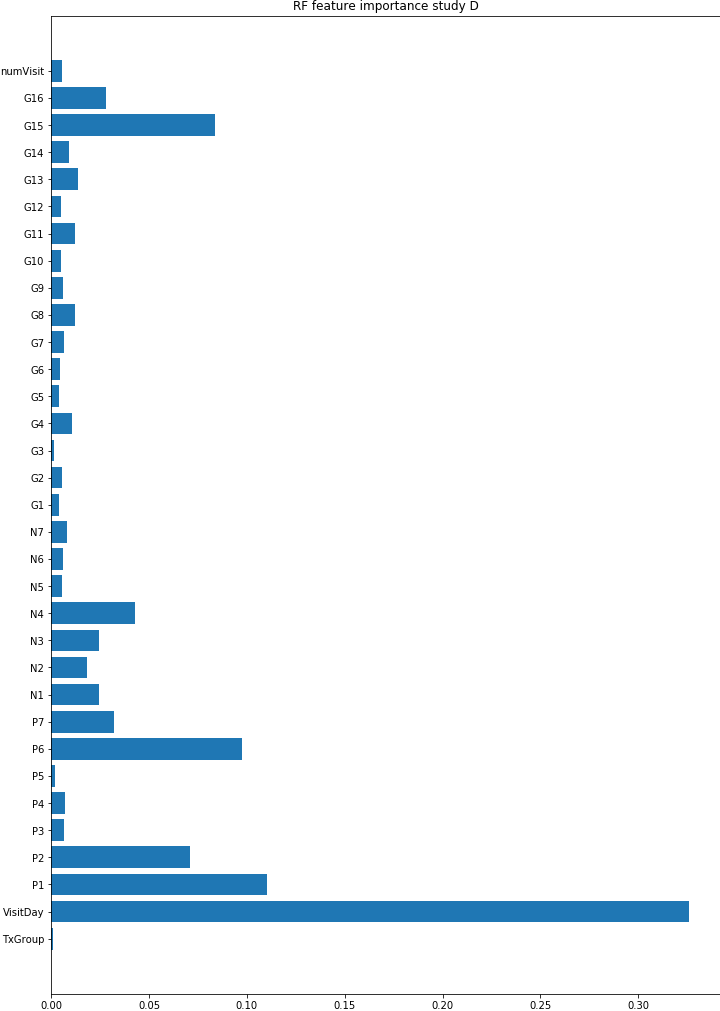 RF feature importance study D
numVisit
G16
G15
G14
G13
G12
G11
G10
G9
G8
G7
G6
G5
G4
G3
G2
G1
N7
N6
N5
N4
N3
N2
N1
P7
P6
P5
P4
P3
P2
P1
VisitDay
TxGroup
0.00 0.05 0.10 0.15 0.20 0.25 0.30